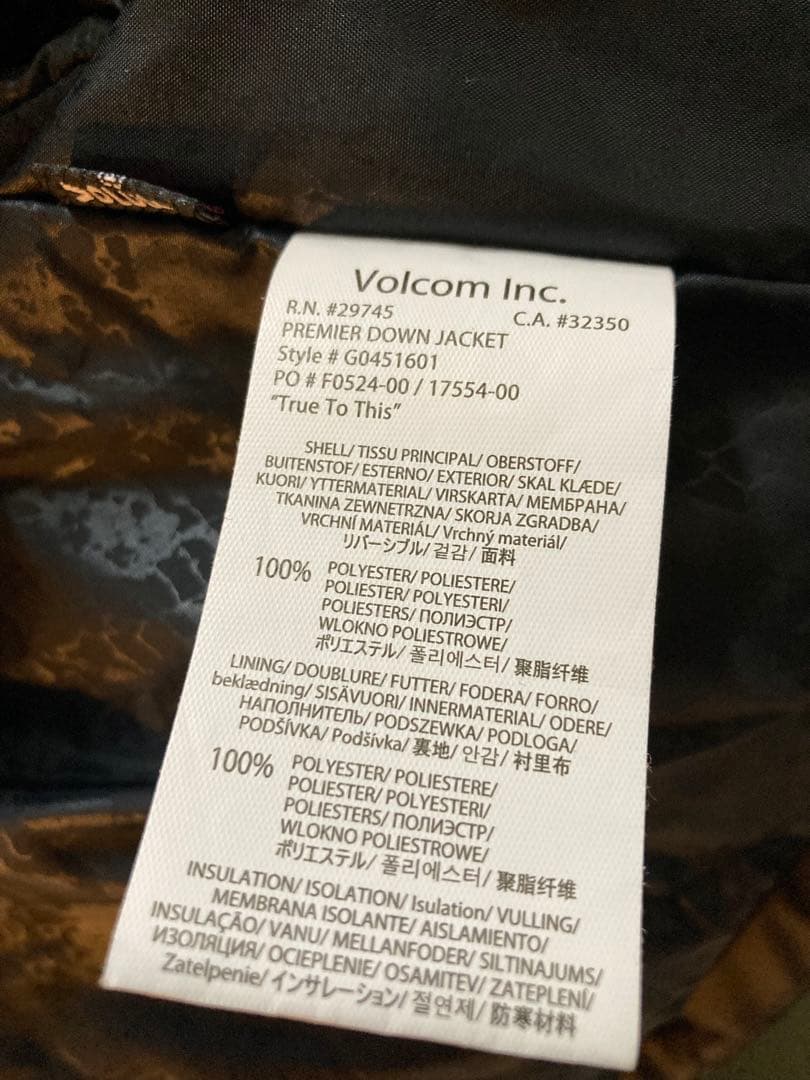 Volcom Inc.
R.N. #29745 C.A. #32350
PREMIER DOWN JACKET
Style # G0451601
PO # F0524-00 / 17554-00
"True To This"
SHELL/ TISSU PRINCIPAL/ OBERSTOFF/
BUITENSTOF/ ESTERNO/ EXTERIOR/ SKAL KLÆDE/
KUORI/ YTTERMATERIAL/ VIRSKARTA/ МЕМБРАНА/
TKANINA ZEWNETRZNA/ SKORJA ZGRADBA/
VRCHNÍ MATERIÁL/ Vrchný materiál/
リバーシブル/ 겉감/ 面料
100% POLYESTER/ POLIESTERE/
POLIESTER/ POLYESTERI/
POLIESTERS/ ПОЛИЭСТР/
WLOKNO POLIESTROWE/
ポリエステル/ 폴리에스터/ 聚脂纤维
LINING/ DOUBLURE/ FUTTER/ FODERA/ FORRO/
beklædning/ SISÄVUORI/ INNERMATERIAL/ ODERE/
НАПОЛНИТЕЛЬ/ PODSZEWKA/ PODLOGA/
PODŠÍVKA/ Podšívka/ 裏地/ 안감/ 衬里布
100% POLYESTER/ POLIESTERE/
POLIESTER/ POLYESTERI/
POLIESTERS/ ПОЛИЭСТР/
WLOKNO POLIESTROWE/
ポリエステル/ 폴리에스터/ 聚脂纤维
INSULATION/ ISOLATION/ Isulation/ VULLING/
MEMBRANA ISOLANTE/ AISLAMIENTO/
INSULAÇÃO/ VANU/ MELLANFODER/ SILTINAJUMS/
ИЗОЛЯЦИЯ/ OCIEPLENIE/ OSAMITEV/ ZATEPLENÍ/
Zatelpenie/ インサレーション/ 절연제/ 防寒材料